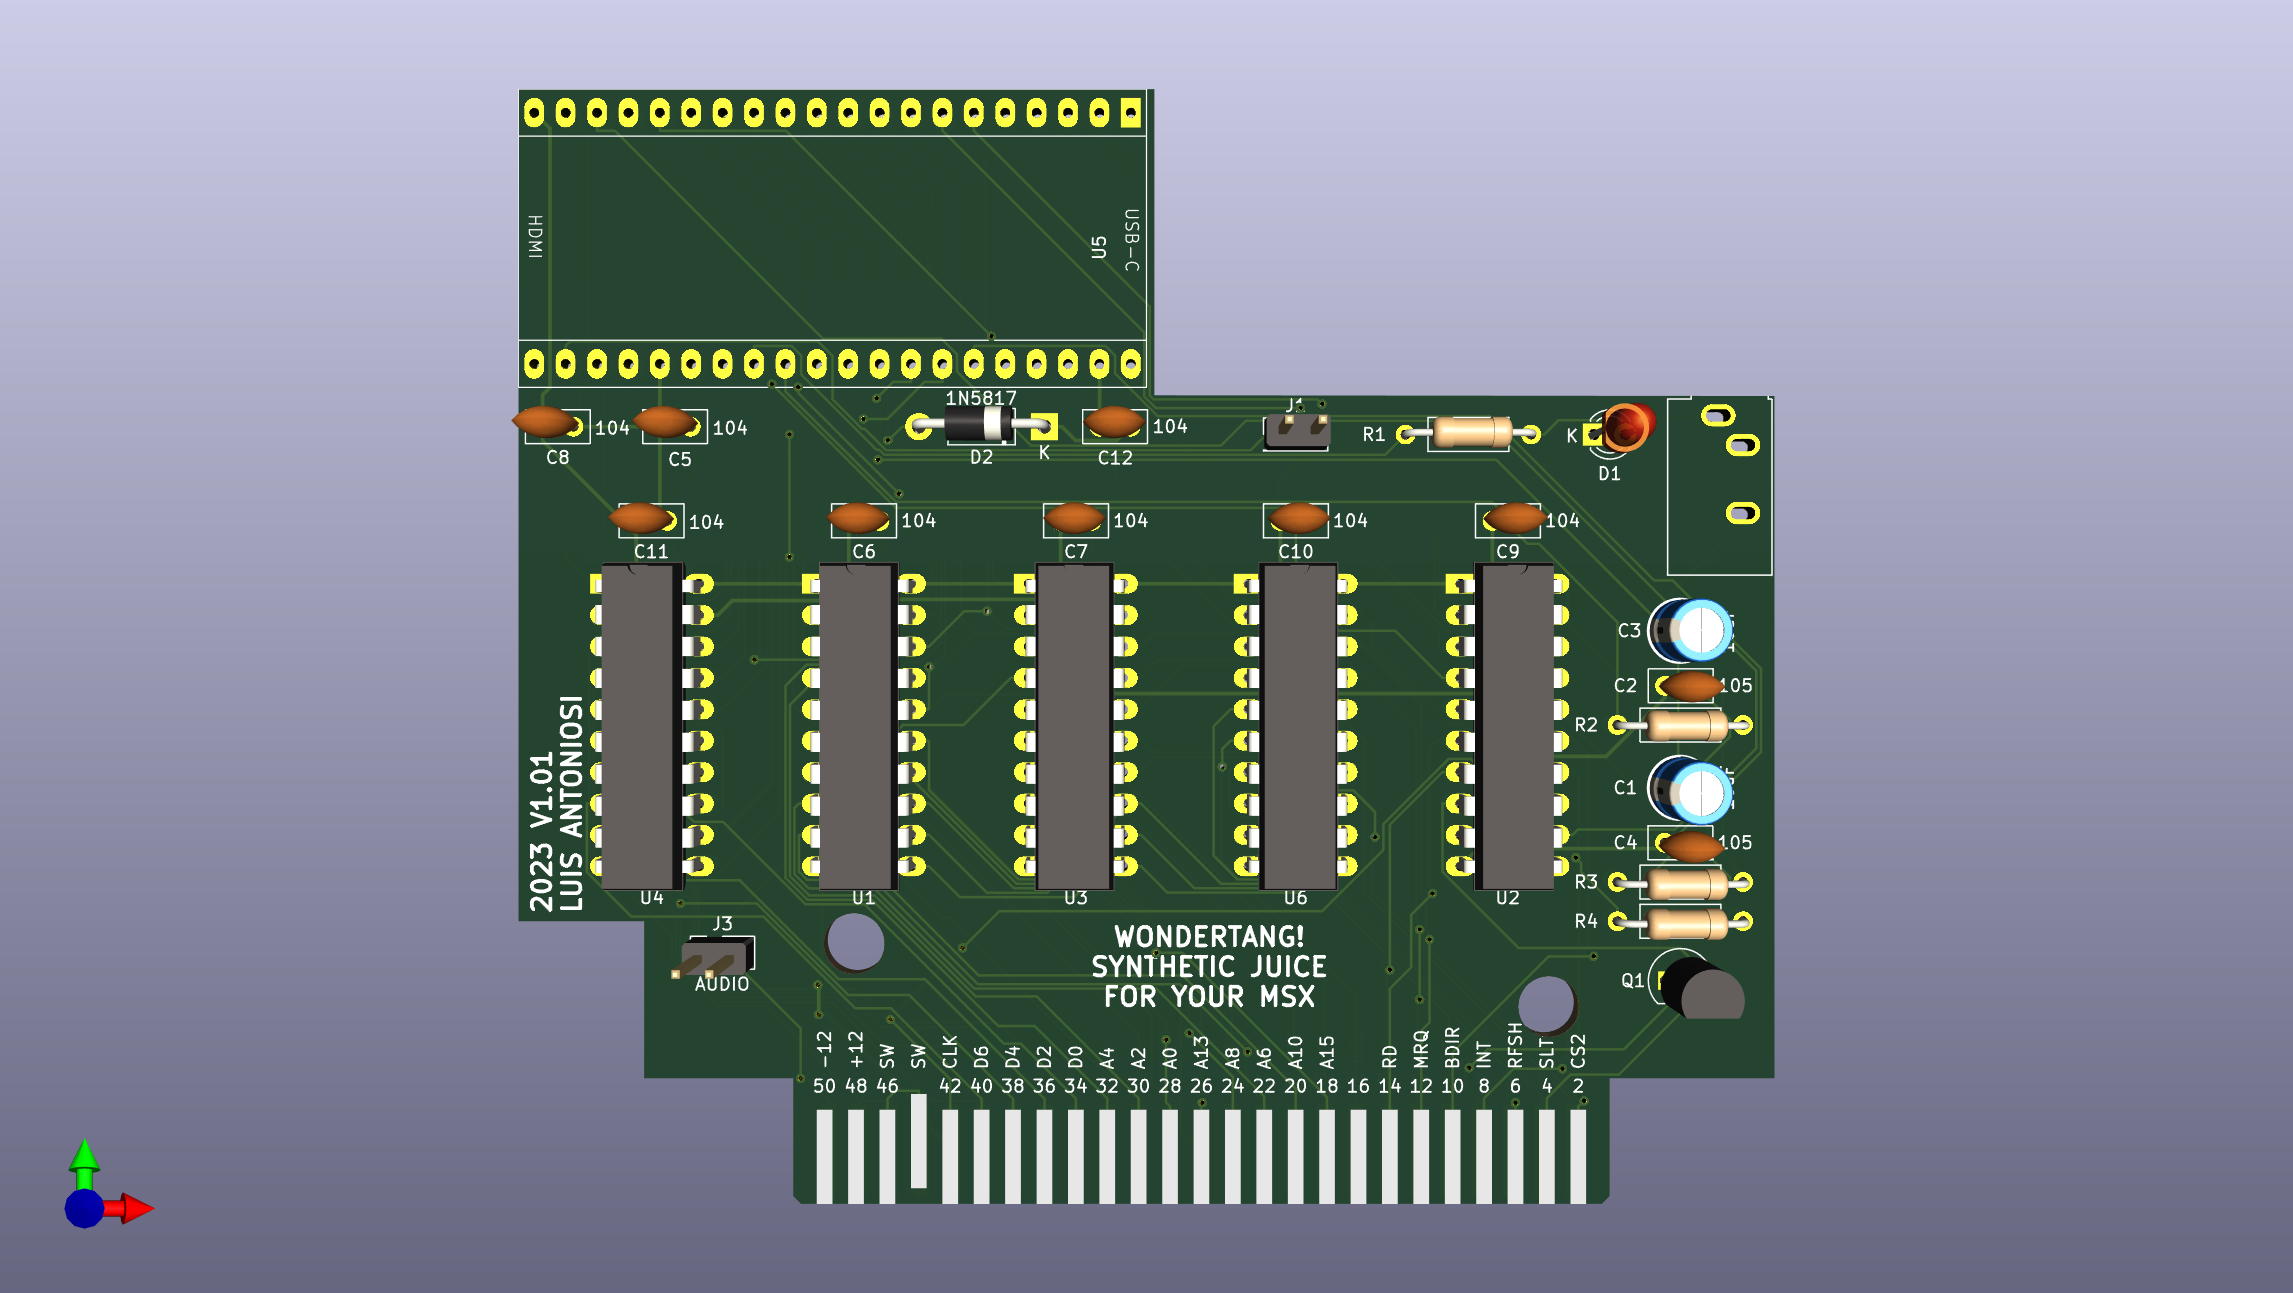 HDMI
U5
USB-C
1N5817
104
104
104
C8
C5
D2
K
C12
R1
K
D1
104
104
104
104
104
C11
C6
C7
C10
C9
C3
C2
105
R2
C1
C4
105
R3
R4
Q1
U4
U1
U3
U6
U2
2023 V1.01
LUIS ANTONIOSI
J3
AUDIO
WONDERTANG!
SYNTHETIC JUICE
FOR YOUR MSX
-12 +12 SW SW CLK D6 D4 D2 D0 A4 A2 A0 A13 A8 A6 A10 A15 RD MRQ BDIR INT RFSH SLT CS2
50 48 46 42 40 38 36 34 32 30 28 26 24 22 20 18 16 14 12 10 8 6 4 2